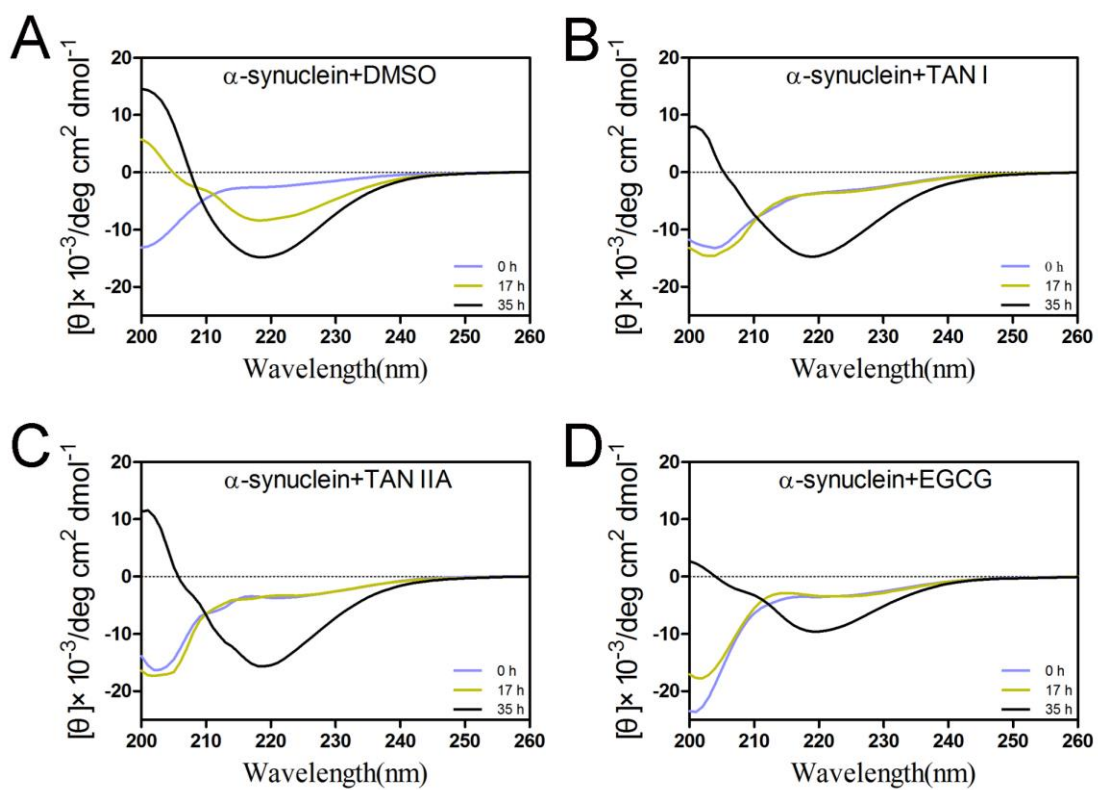 A
α-synuclein+DMSO
[θ]× 10⁻³/deg cm² dmol⁻¹
20
10
0
-10
-20
0 h
17 h
35 h
200 210 220 230 240 250 260
Wavelength(nm)
B
α-synuclein+TAN I
[θ]× 10⁻³/deg cm² dmol⁻¹
20
10
0
-10
-20
0 h
17 h
35 h
200 210 220 230 240 250 260
Wavelength(nm)
C
α-synuclein+TAN IIA
[θ]× 10⁻³/deg cm² dmol⁻¹
20
10
0
-10
-20
0 h
17 h
35 h
200 210 220 230 240 250 260
Wavelength(nm)
D
α-synuclein+EGCG
[θ]× 10⁻³/deg cm² dmol⁻¹
20
10
0
-10
-20
0 h
17 h
35 h
200 210 220 230 240 250 260
Wavelength(nm)